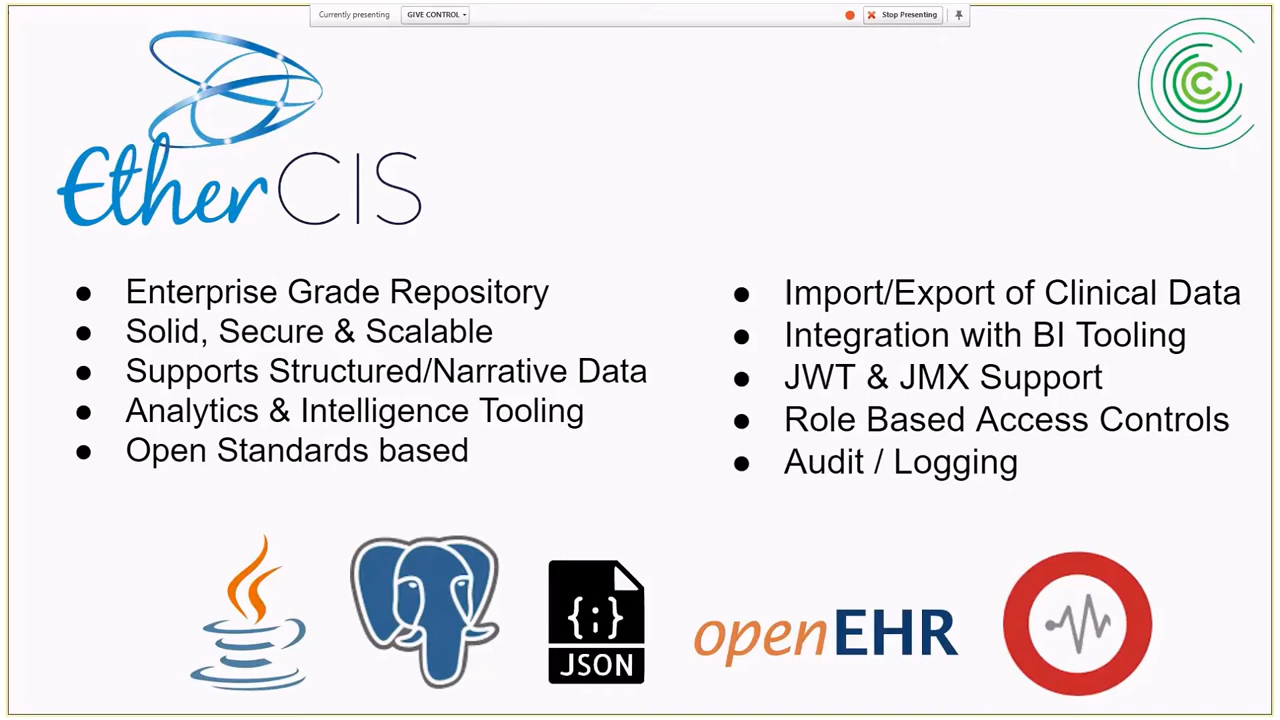 Currently presenting
GIVE CONTROL
Stop Presenting
EtherCIS
● Enterprise Grade Repository
● Solid, Secure & Scalable
● Supports Structured/Narrative Data
● Analytics & Intelligence Tooling
● Open Standards based
● Import/Export of Clinical Data
● Integration with BI Tooling
● JWT & JMX Support
● Role Based Access Controls
● Audit / Logging
{;}
JSON
openEHR